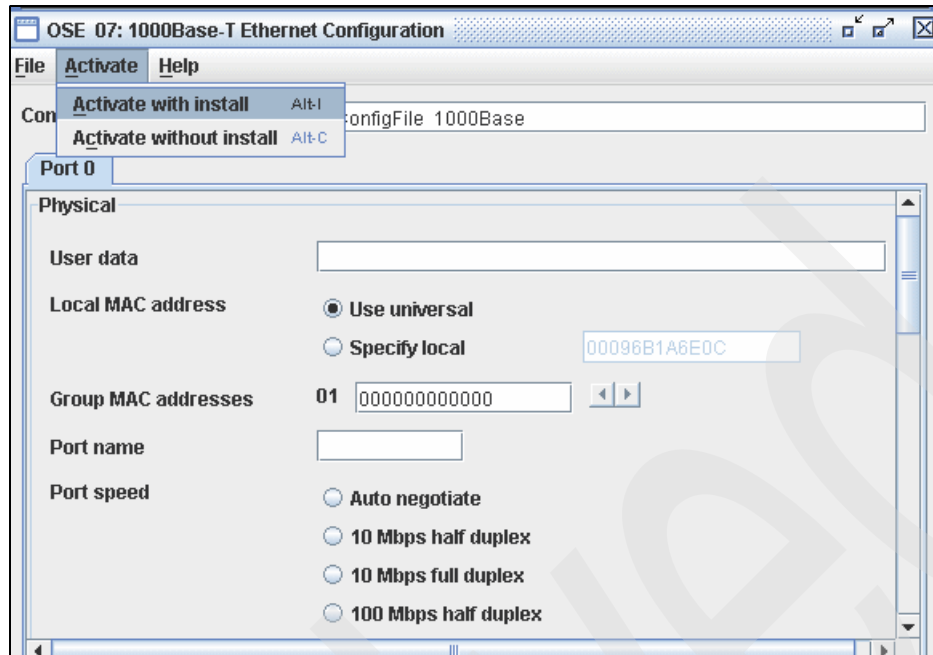 OSE 07: 1000Base-T Ethernet Configuration
File Activate Help
Activate with install Alt-I
Con onfigFile 1000Base
Activate without install Alt-C
Port 0
Physical
User data
Local MAC address Use universal
Specify local 00096B1A6E0C
Group MAC addresses 01 000000000000
Port name
Port speed Auto negotiate
10 Mbps half duplex
10 Mbps full duplex
100 Mbps half duplex